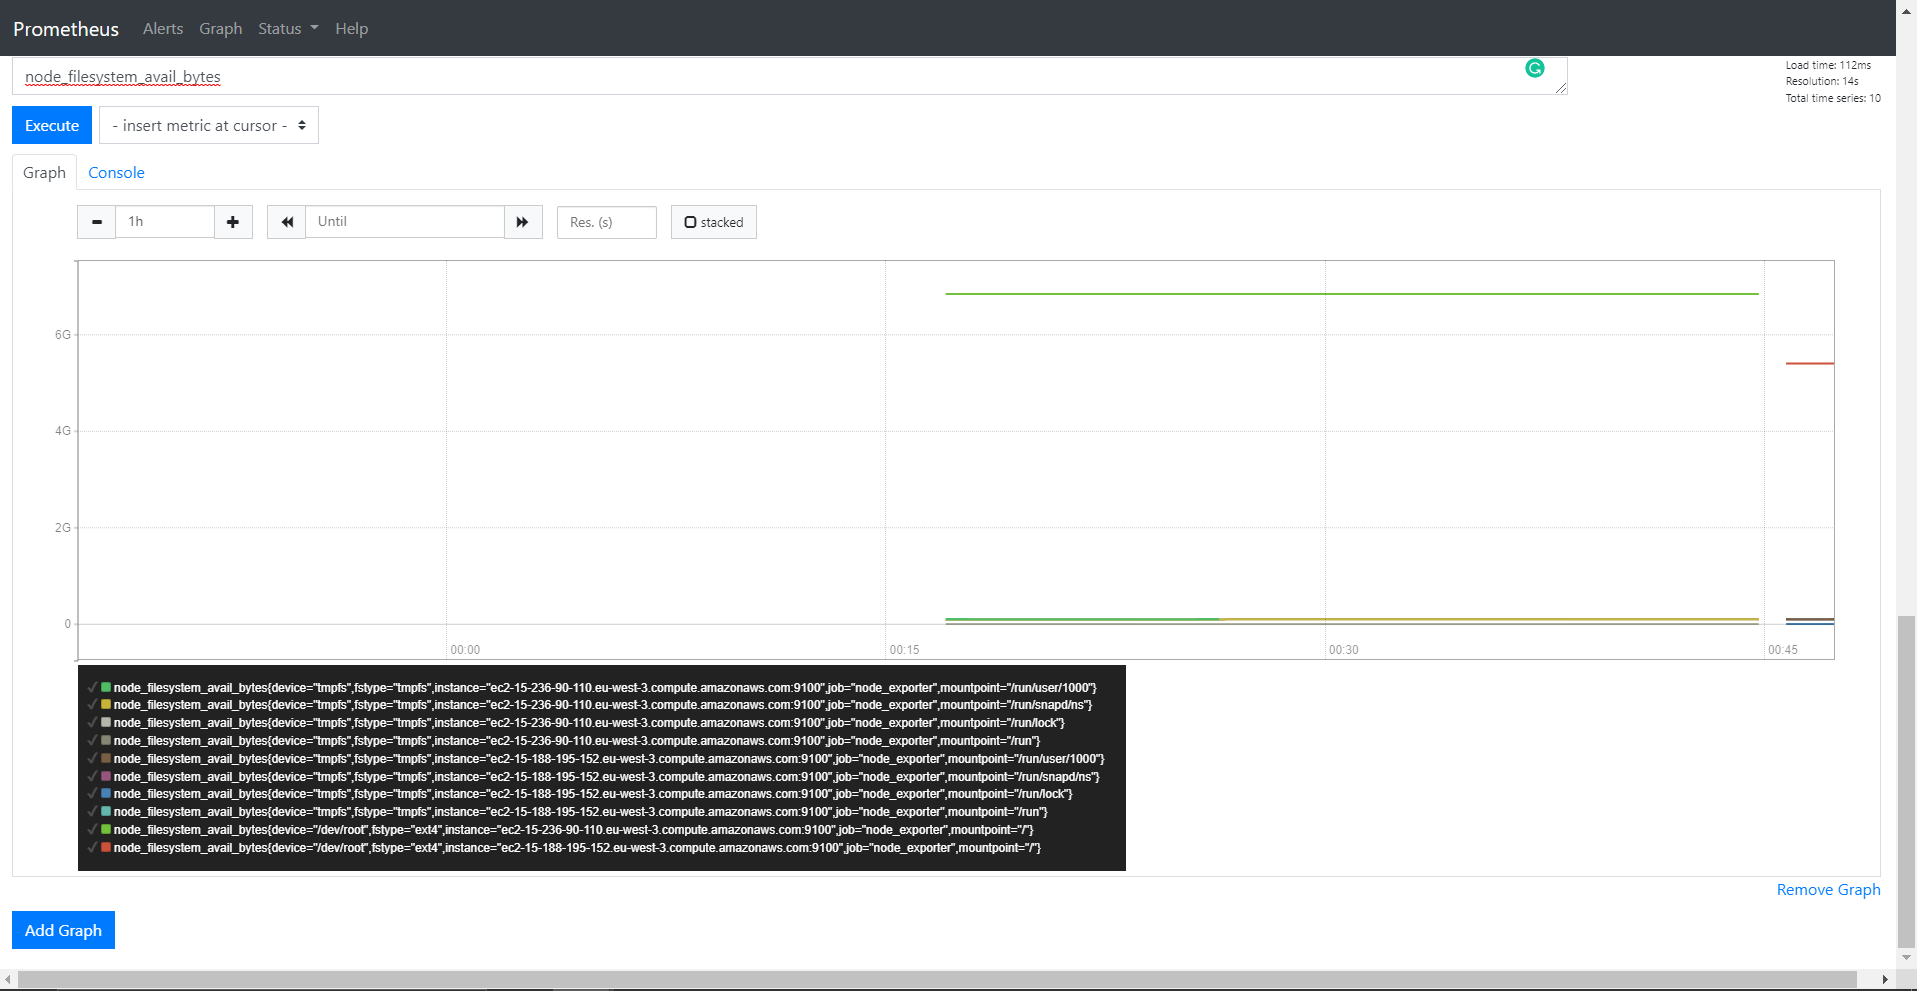 Prometheus Alerts Graph Status Help
node_filesystem_avail_bytes
Load time: 112ms
Resolution: 14s
Total time series: 10
Execute - insert metric at cursor -
Graph Console
1h Until Res. (s) stacked
6G
4G
2G
0
00:00 00:15 00:30 00:45
node_filesystem_avail_bytes{device="tmpfs",fstype="tmpfs",instance="ec2-15-236-90-110.eu-west-3.compute.amazonaws.com:9100",job="node_exporter",mountpoint="/run/user/1000"}
node_filesystem_avail_bytes{device="tmpfs",fstype="tmpfs",instance="ec2-15-236-90-110.eu-west-3.compute.amazonaws.com:9100",job="node_exporter",mountpoint="/run/snapd/ns"}
node_filesystem_avail_bytes{device="tmpfs",fstype="tmpfs",instance="ec2-15-236-90-110.eu-west-3.compute.amazonaws.com:9100",job="node_exporter",mountpoint="/run/lock"}
node_filesystem_avail_bytes{device="tmpfs",fstype="tmpfs",instance="ec2-15-236-90-110.eu-west-3.compute.amazonaws.com:9100",job="node_exporter",mountpoint="/run"}
node_filesystem_avail_bytes{device="tmpfs",fstype="tmpfs",instance="ec2-15-188-195-152.eu-west-3.compute.amazonaws.com:9100",job="node_exporter",mountpoint="/run/user/1000"}
node_filesystem_avail_bytes{device="tmpfs",fstype="tmpfs",instance="ec2-15-188-195-152.eu-west-3.compute.amazonaws.com:9100",job="node_exporter",mountpoint="/run/snapd/ns"}
node_filesystem_avail_bytes{device="tmpfs",fstype="tmpfs",instance="ec2-15-188-195-152.eu-west-3.compute.amazonaws.com:9100",job="node_exporter",mountpoint="/run/lock"}
node_filesystem_avail_bytes{device="tmpfs",fstype="tmpfs",instance="ec2-15-188-195-152.eu-west-3.compute.amazonaws.com:9100",job="node_exporter",mountpoint="/run"}
node_filesystem_avail_bytes{device="/dev/root",fstype="ext4",instance="ec2-15-236-90-110.eu-west-3.compute.amazonaws.com:9100",job="node_exporter",mountpoint="/"}
node_filesystem_avail_bytes{device="/dev/root",fstype="ext4",instance="ec2-15-188-195-152.eu-west-3.compute.amazonaws.com:9100",job="node_exporter",mountpoint="/"}
Remove Graph
Add Graph